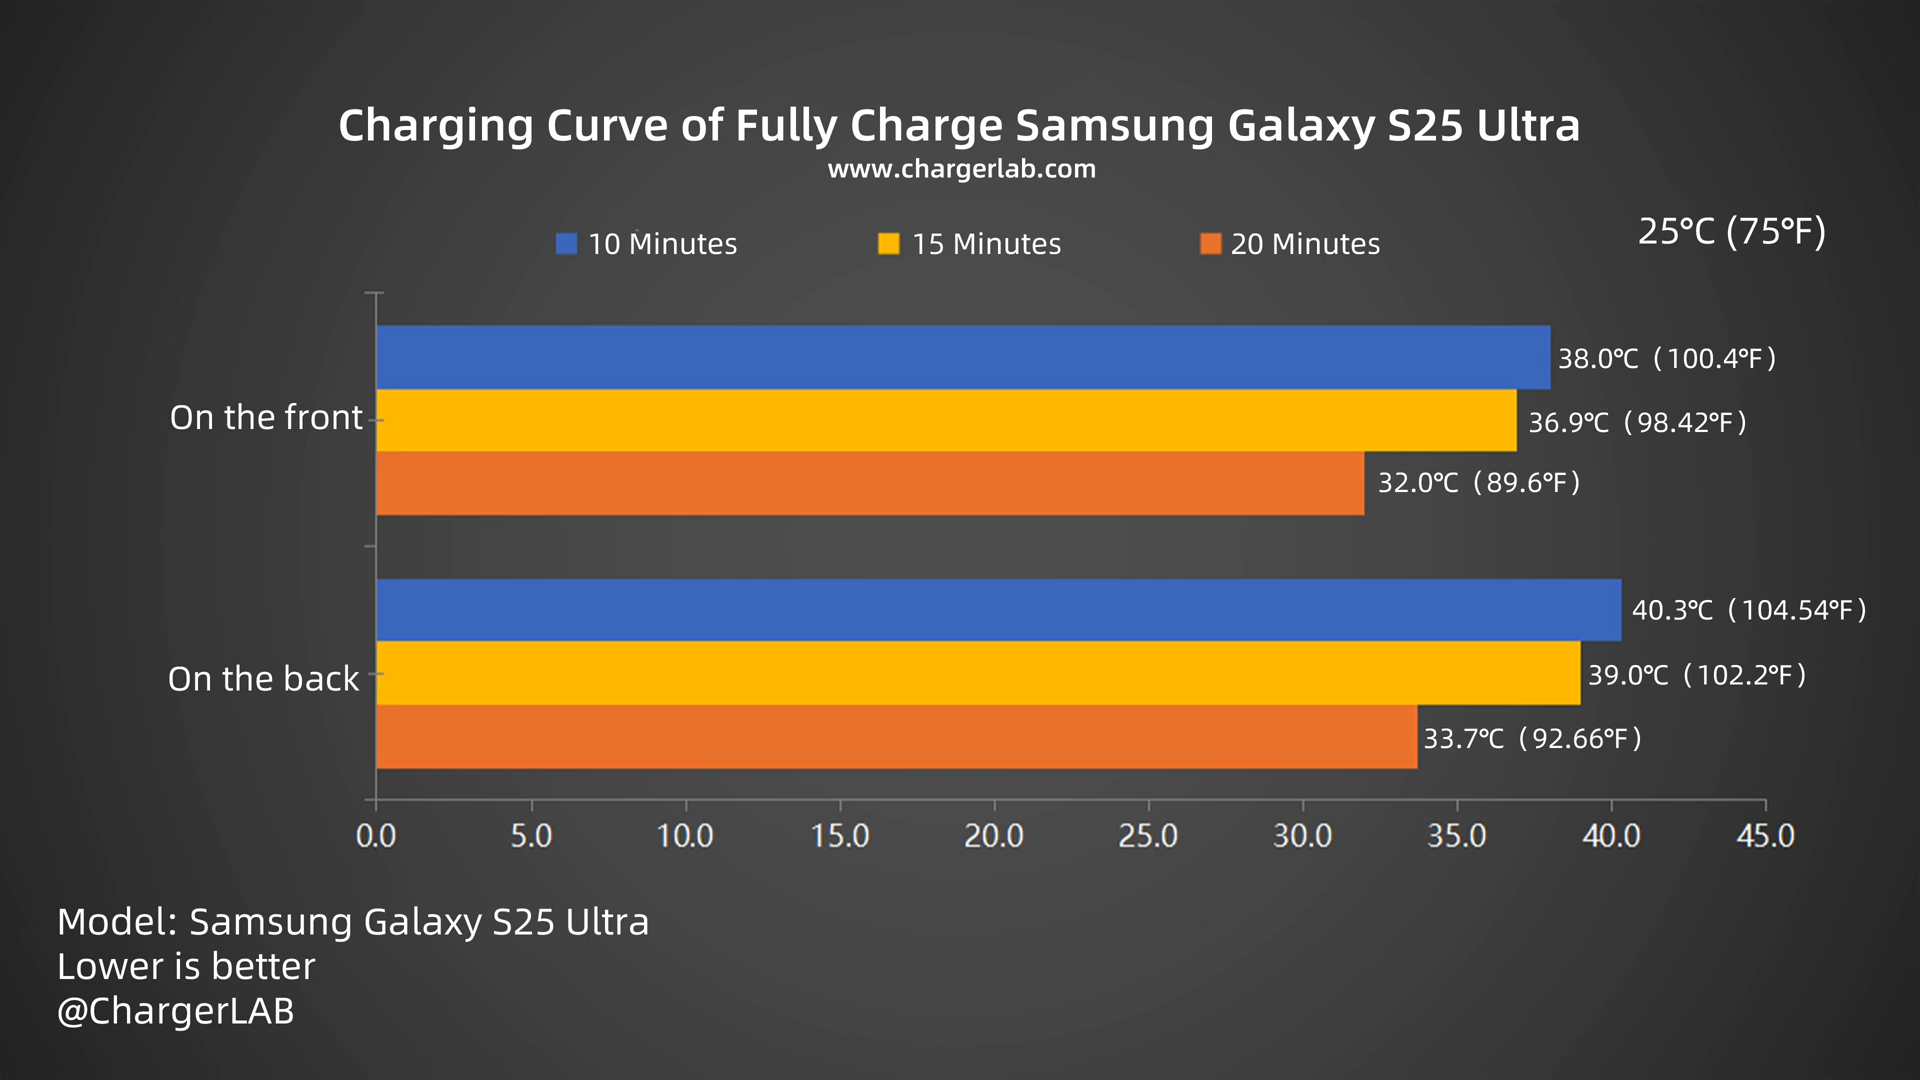 Charging Curve of Fully Charge Samsung Galaxy S25 Ultra
www.chargerlab.com
10 Minutes
15 Minutes
20 Minutes
25℃ (75℉)
On the front
38.0℃ (100.4℉)
36.9℃ (98.42℉)
32.0℃ (89.6℉)
On the back
40.3℃ (104.54℉)
39.0℃ (102.2℉)
33.7℃ (92.66℉)
0.0 5.0 10.0 15.0 20.0 25.0 30.0 35.0 40.0 45.0
Model: Samsung Galaxy S25 Ultra
Lower is better
@ChargerLAB